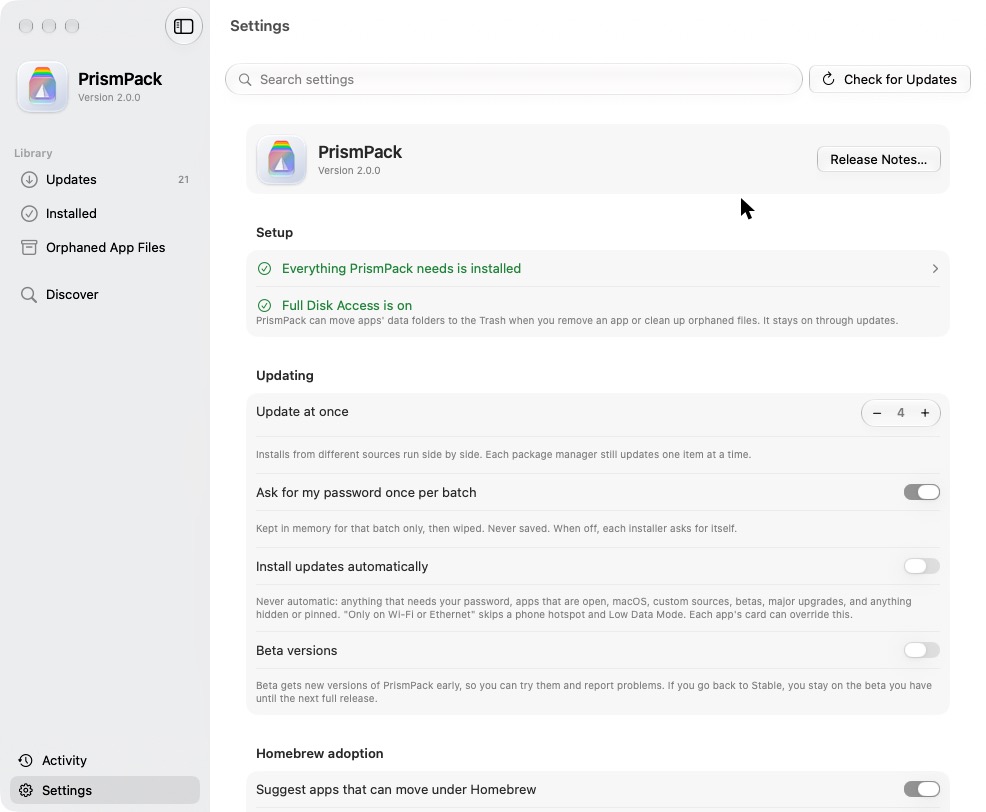 Settings
PrismPack
Version 2.0.0
Library
Updates 21
Installed
Orphaned App Files
Discover
Activity
Settings
Search settings
Check for Updates
PrismPack
Version 2.0.0
Release Notes...
Setup
Everything PrismPack needs is installed
Full Disk Access is on
PrismPack can move apps' data folders to the Trash when you remove an app or clean up orphaned files. It stays on through updates.
Updating
Update at once
− 4 +
Installs from different sources run side by side. Each package manager still updates one item at a time.
Ask for my password once per batch
Kept in memory for that batch only, then wiped. Never saved. When off, each installer asks for itself.
Install updates automatically
Never automatic: anything that needs your password, apps that are open, macOS, custom sources, betas, major upgrades, and anything
hidden or pinned. "Only on Wi-Fi or Ethernet" skips a phone hotspot and Low Data Mode. Each app's card can override this.
Beta versions
Beta gets new versions of PrismPack early, so you can try them and report problems. If you go back to Stable, you stay on the beta you have
until the next full release.
Homebrew adoption
Suggest apps that can move under Homebrew